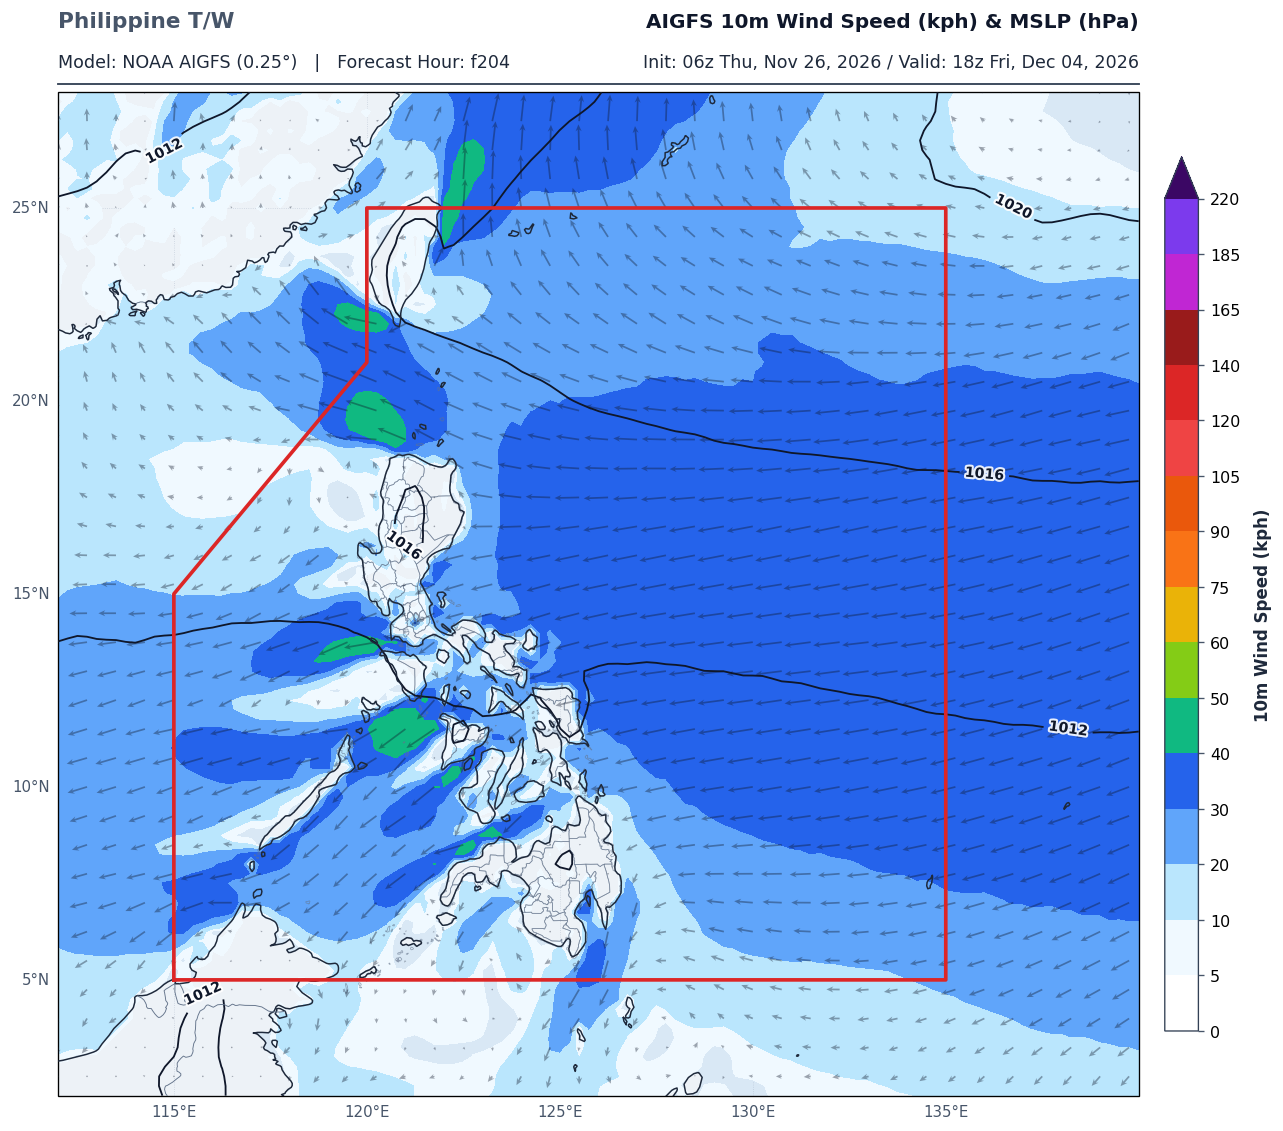 Philippine T/W
AIGFS 10m Wind Speed (kph) & MSLP (hPa)
Model: NOAA AIGFS (0.25°)   |   Forecast Hour: f204
Init: 06z Thu, Nov 26, 2026 / Valid: 18z Fri, Dec 04, 2026
1012
1020
1016
1016
1012
1012
25°N
20°N
15°N
10°N
5°N
115°E
120°E
125°E
130°E
135°E
220
185
165
140
120
105
90
75
60
50
40
30
20
10
5
0
10m Wind Speed (kph)